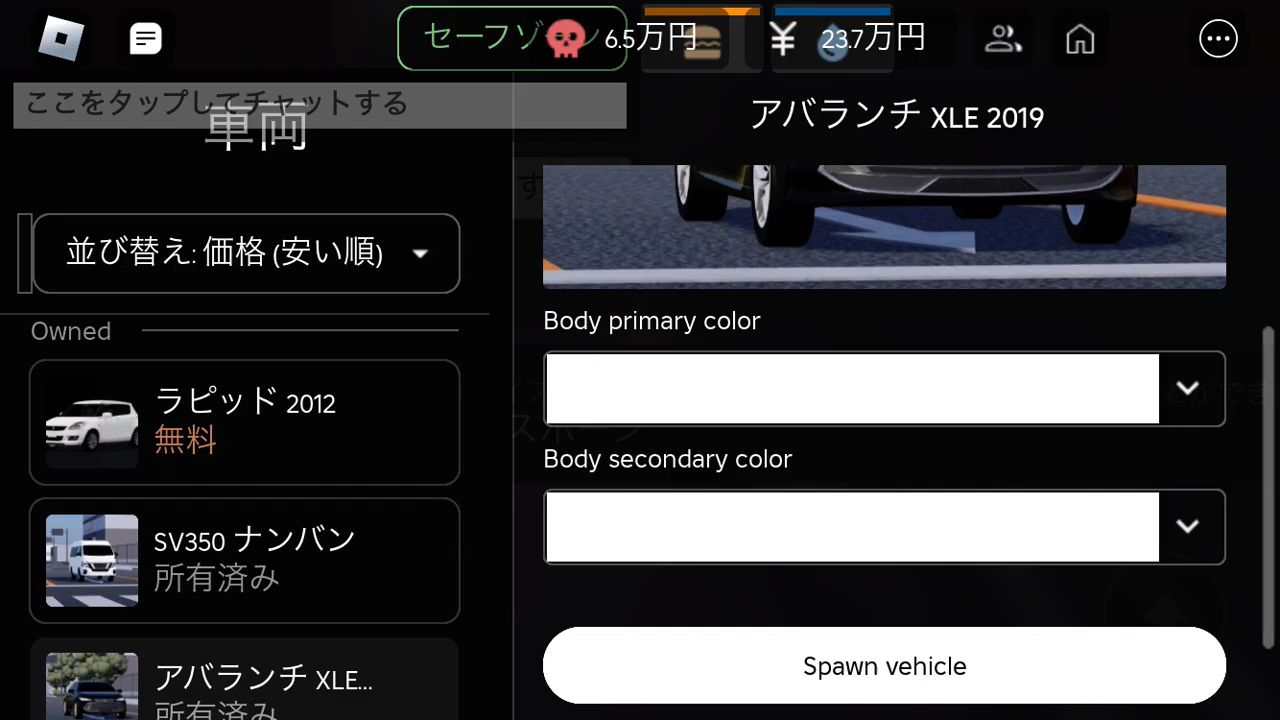 セーフゾーン
6.5万円
¥ 23.7万円
ここをタップしてチャットする
車両
アバランチ XLE 2019
並び替え: 価格 (安い順)
Owned
ラピッド 2012
無料
SV350 ナンバン
所有済み
アバランチ XLE...
所有済み
Body primary color
Body secondary color
Spawn vehicle